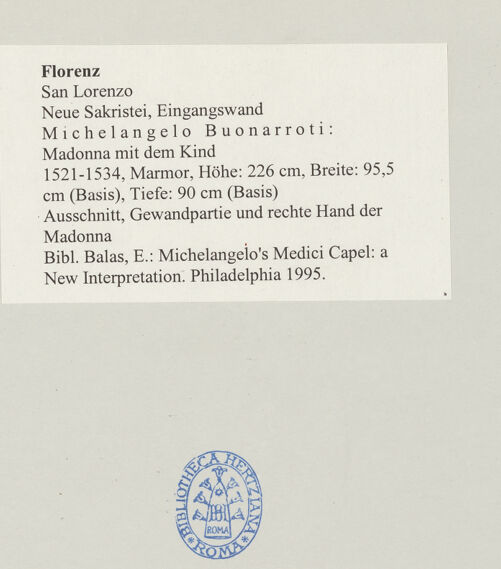 Florenz
San Lorenzo
Neue Sakristei, Eingangswand
Michelangelo Buonarroti:
Madonna mit dem Kind
1521-1534, Marmor, Höhe: 226 cm, Breite: 95,5
cm (Basis), Tiefe: 90 cm (Basis)
Ausschnitt, Gewandpartie und rechte Hand der
Madonna
Bibl. Balas, E.: Michelangelo's Medici Capel: a
New Interpretation. Philadelphia 1995.
BIBLIOTHECA HERTZIANA
ROMA
ROMA